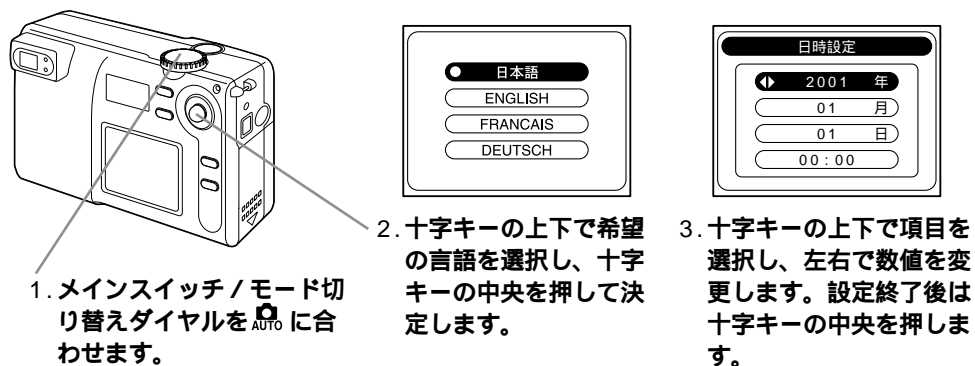 日本語
ENGLISH
FRANCAIS
DEUTSCH
日時設定
2001 年
01 月
01 日
00:00
1.メインスイッチ / モード切
り替えダイヤルを AUTO に合
わせます。
2.十字キーの上下で希望
の言語を選択し、十字
キーの中央を押して決
定します。
3.十字キーの上下で項目を
選択し、左右で数値を変
更します。設定終了後は
十字キーの中央を押しま
す。